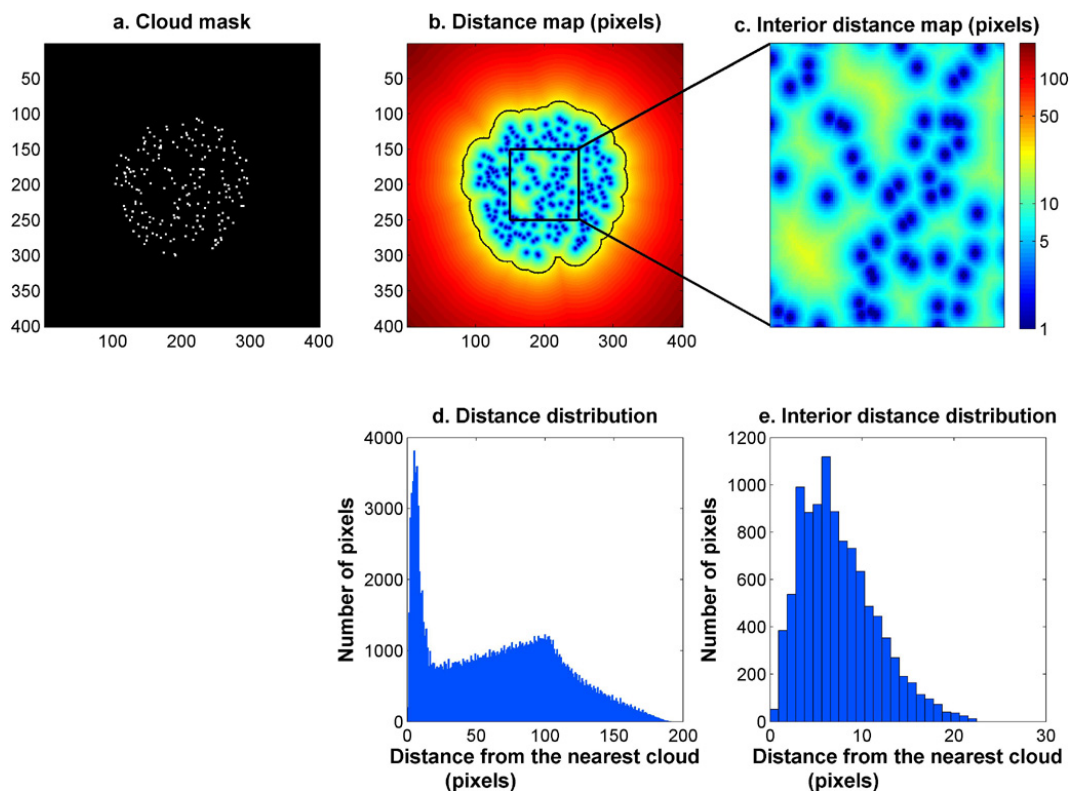 a. Cloud mask
b. Distance map (pixels)
c. Interior distance map (pixels)
50
100
150
200
250
300
350
400
100 200 300 400
50
100
150
200
250
300
350
400
100 200 300 400
100
50
10
5
1
d. Distance distribution
4000
3000
2000
1000
0
Number of pixels
0 50 100 150 200
Distance from the nearest cloud
(pixels)
e. Interior distance distribution
1200
1000
800
600
400
200
0
Number of pixels
0 10 20 30
Distance from the nearest cloud
(pixels)